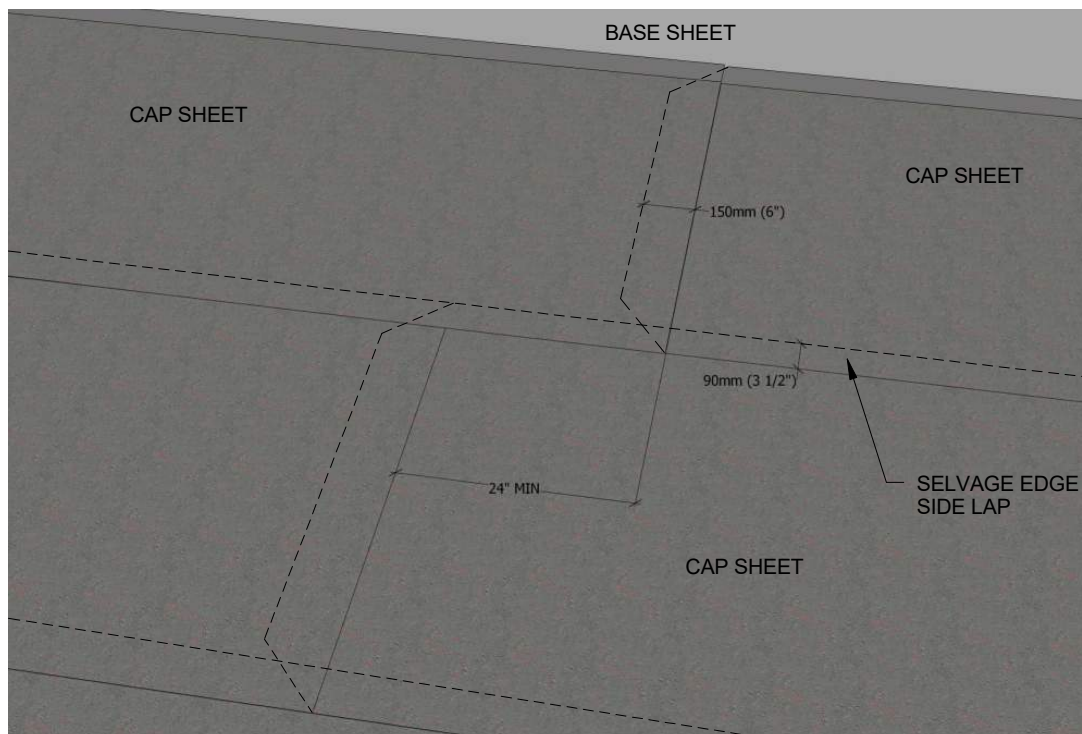 BASE SHEET
CAP SHEET
CAP SHEET
150mm (6")
90mm (3 1/2")
24" MIN
SELVAGE EDGE
SIDE LAP
CAP SHEET